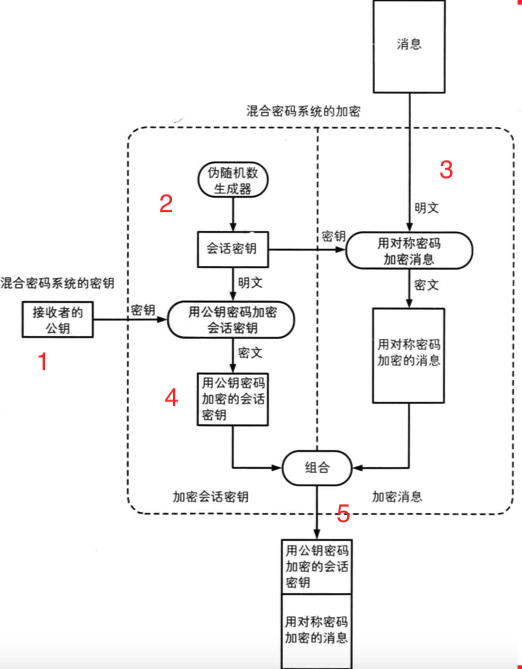 消息
混合密码系统的加密
伪随机数
生成器
2
3
明文
会话密钥
密钥
用对称密码
加密消息
混合密码系统的密钥
明文
密文
接收者的
公钥
密钥
用公钥密码加密
会话密钥
1
密文
用对称密码
加密的消息
4
用公钥密码
加密的会话
密钥
组合
加密会话密钥
5
加密消息
用公钥密码
加密的会话
密钥
用对称密码
加密的消息